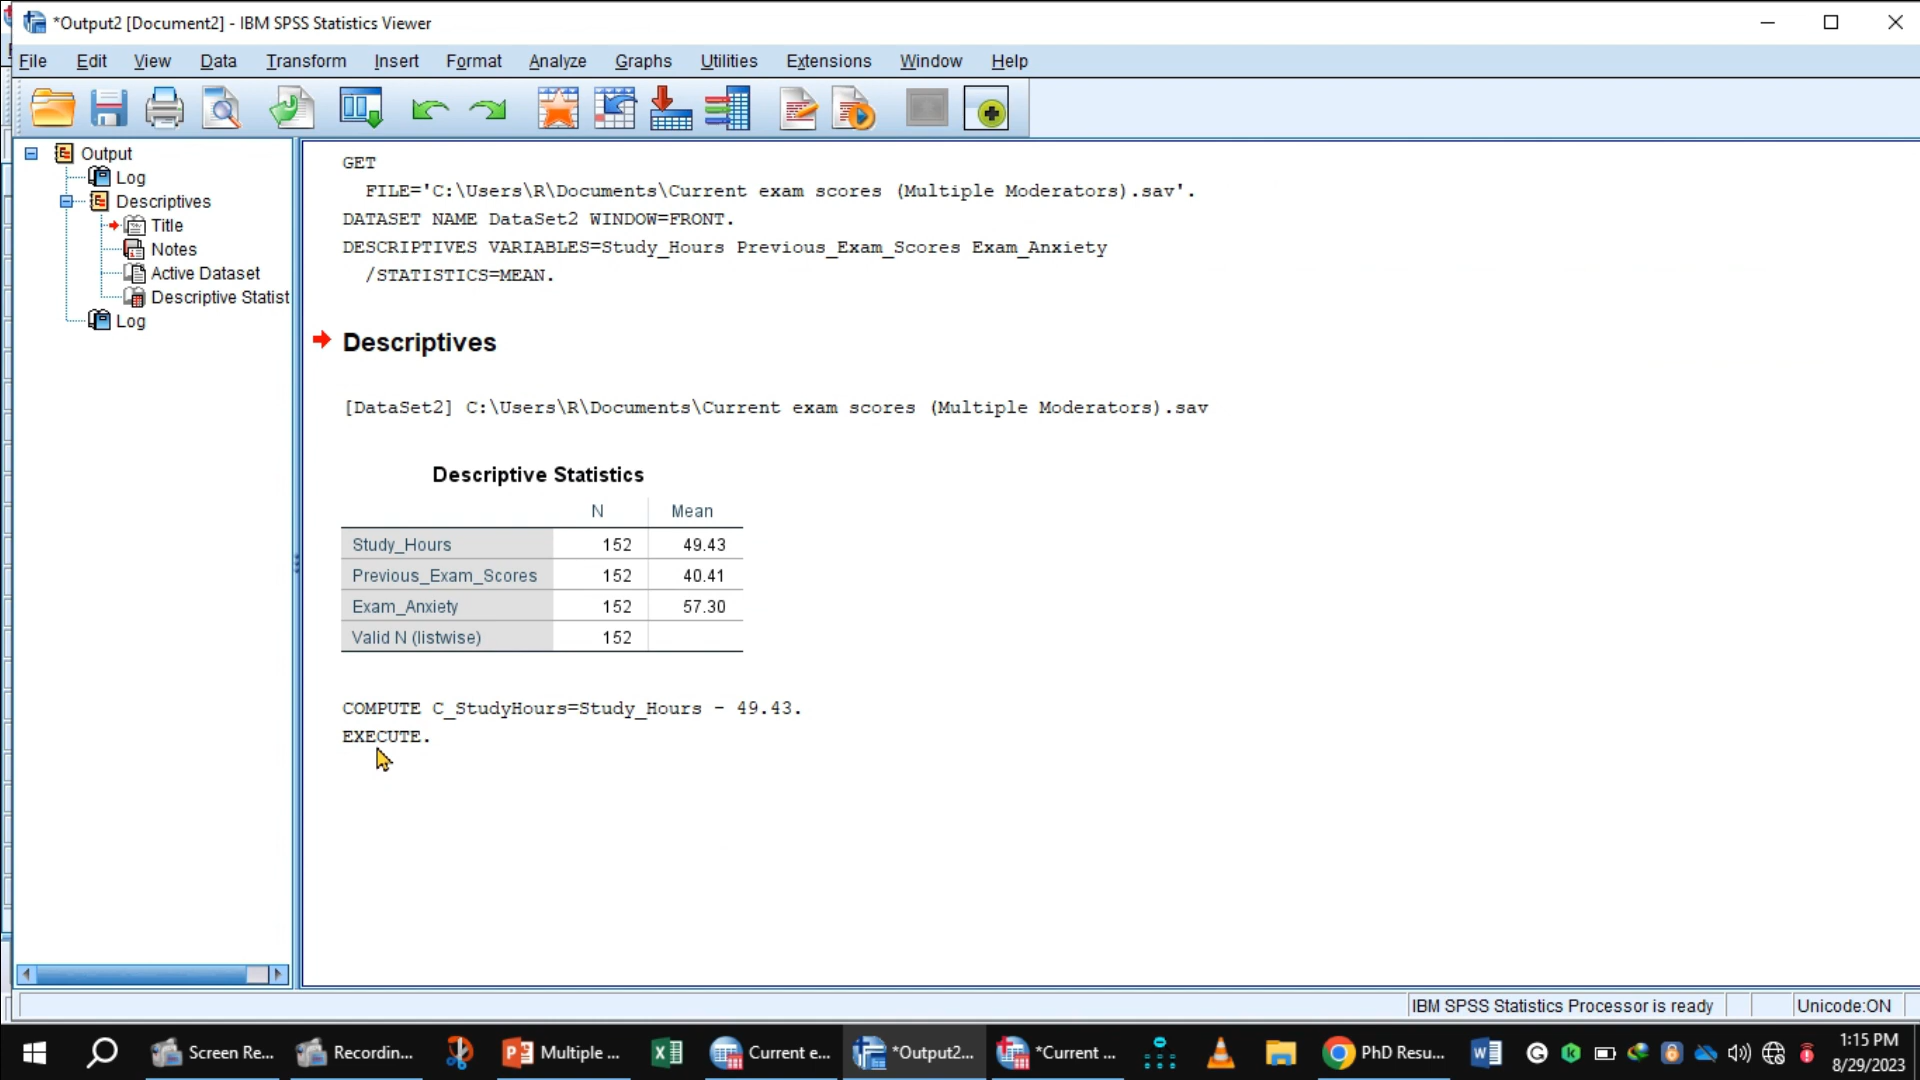 *Output2 [Document2] - IBM SPSS Statistics Viewer
File Edit View Data Transform Insert Format Analyze Graphs Utilities Extensions Window Help
Output
Log
Descriptives
Title
Notes
Active Dataset
Descriptive Statist
Log
GET
FILE='C:\Users\R\Documents\Current exam scores (Multiple Moderators).sav'.
DATASET NAME DataSet2 WINDOW=FRONT.
DESCRIPTIVES VARIABLES=Study_Hours Previous_Exam_Scores Exam_Anxiety
/STATISTICS=MEAN.
Descriptives
[DataSet2] C:\Users\R\Documents\Current exam scores (Multiple Moderators).sav
Descriptive Statistics
N Mean
Study_Hours 152 49.43
Previous_Exam_Scores 152 40.41
Exam_Anxiety 152 57.30
Valid N (listwise) 152
COMPUTE C_StudyHours=Study_Hours - 49.43.
EXECUTE.
IBM SPSS Statistics Processor is ready Unicode:ON
Screen Re... Recordin... Multiple ... Current e... *Output2... *Current ... PhD Resu... 1:15 PM
8/29/2023